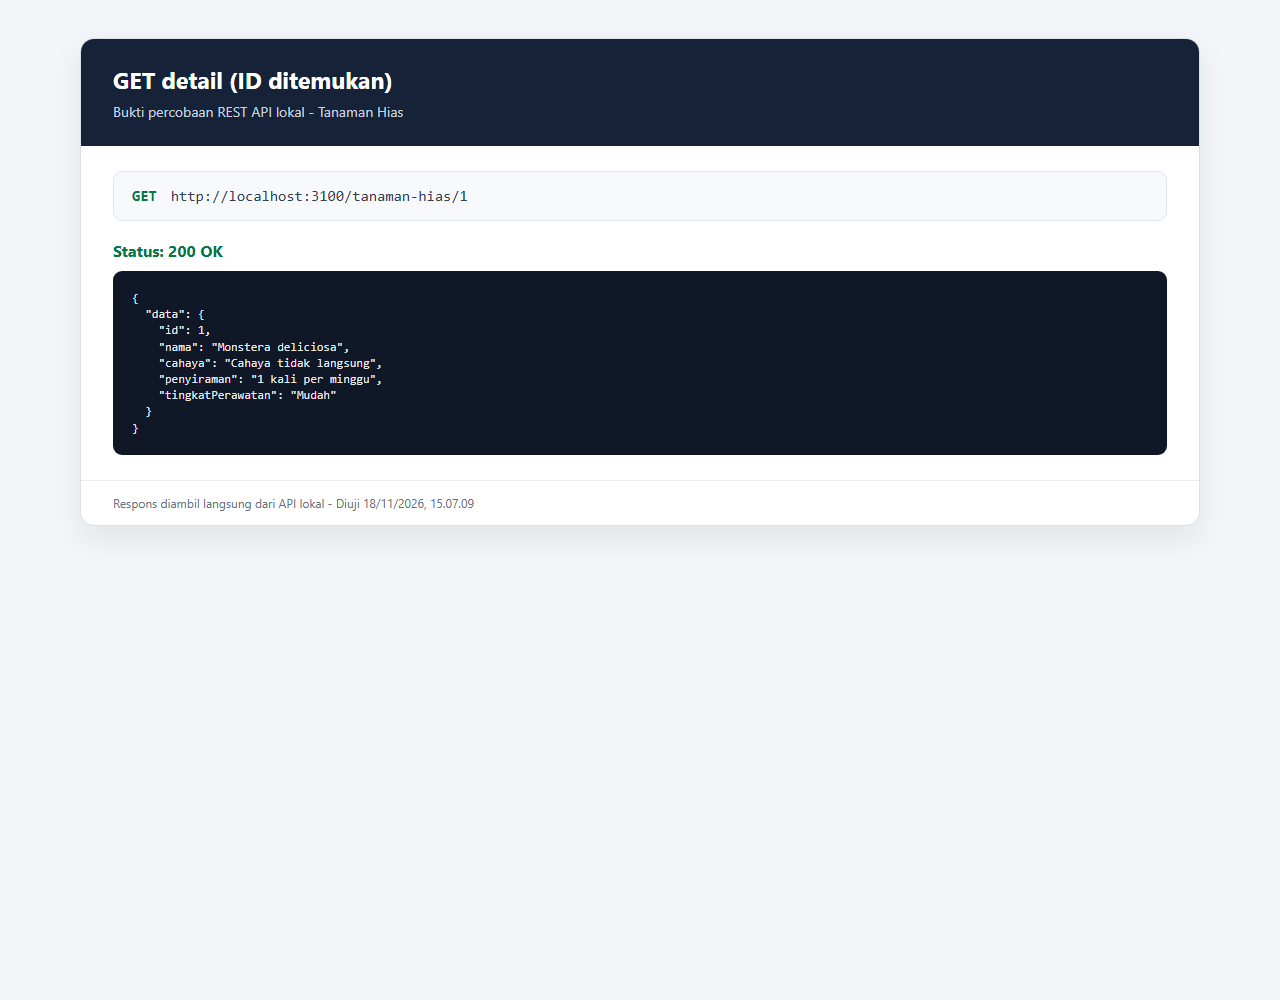 GET detail (ID ditemukan)
Bukti percobaan REST API lokal - Tanaman Hias
GET http://localhost:3100/tanaman-hias/1
Status: 200 OK
{
  "data": {
    "id": 1,
    "nama": "Monstera deliciosa",
    "cahaya": "Cahaya tidak langsung",
    "penyiraman": "1 kali per minggu",
    "tingkatPerawatan": "Mudah"
  }
}
Respons diambil langsung dari API lokal - Diuji 18/11/2026, 15.07.09